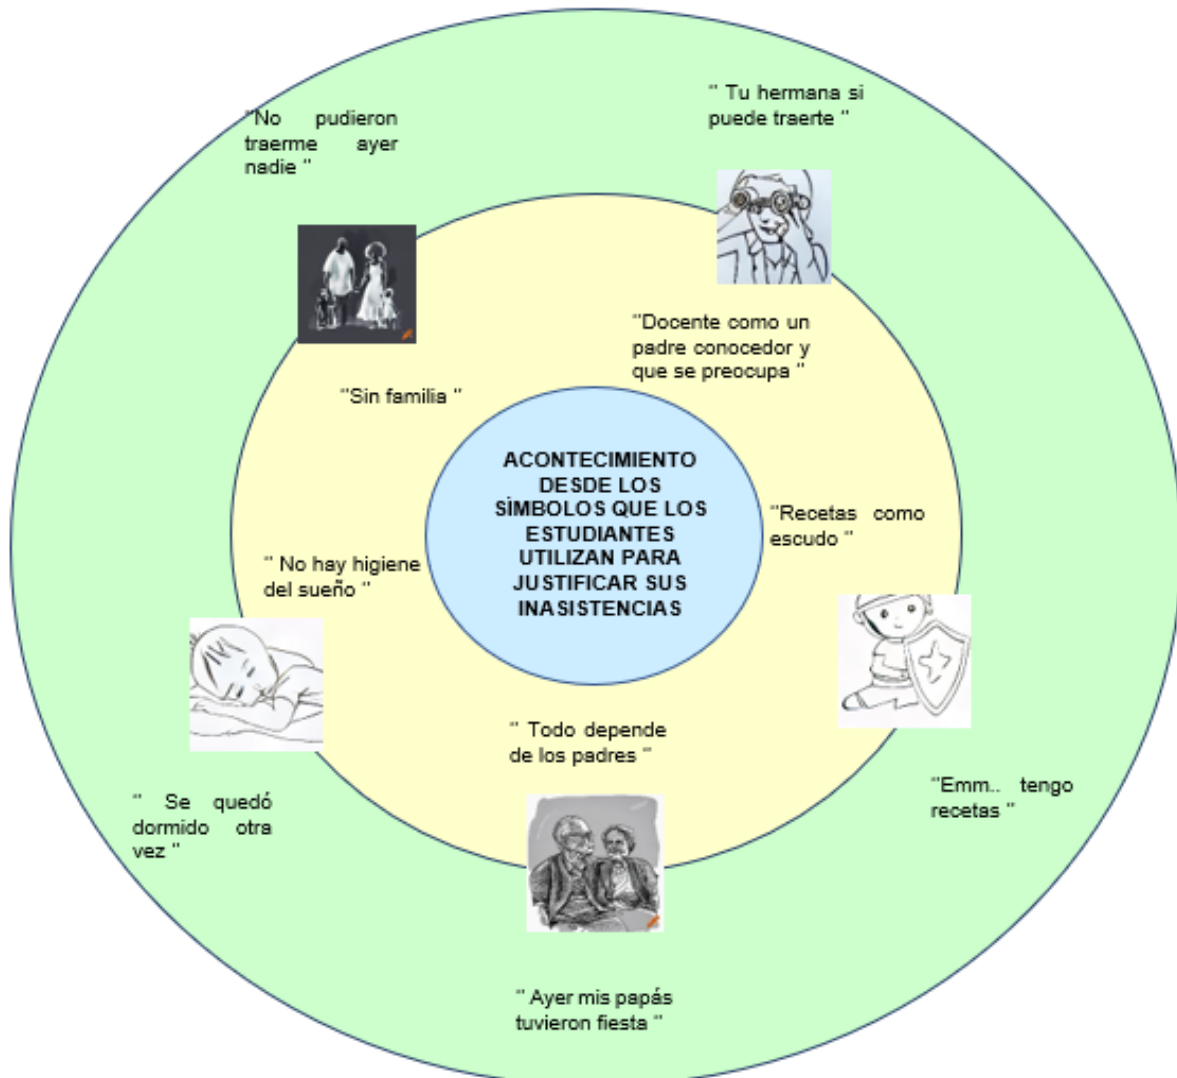 " Tu hermana si
puede traerte "
"No pudieron
traerme ayer
nadie "
"Docente como un
padre conocedor y
que se preocupa "
"Sin familia "
ACONTECIMIENTO
DESDE LOS
SÌMBOLOS QUE LOS
ESTUDIANTES
UTILIZAN PARA
JUSTIFICAR SUS
INASISTENCIAS
"Recetas como
escudo "
" No hay higiene
del sueño "
" Todo depende
de los padres "
" Se quedó
dormido otra
vez "
"Emm.. tengo
recetas "
" Ayer mis papás
tuvieron fiesta "